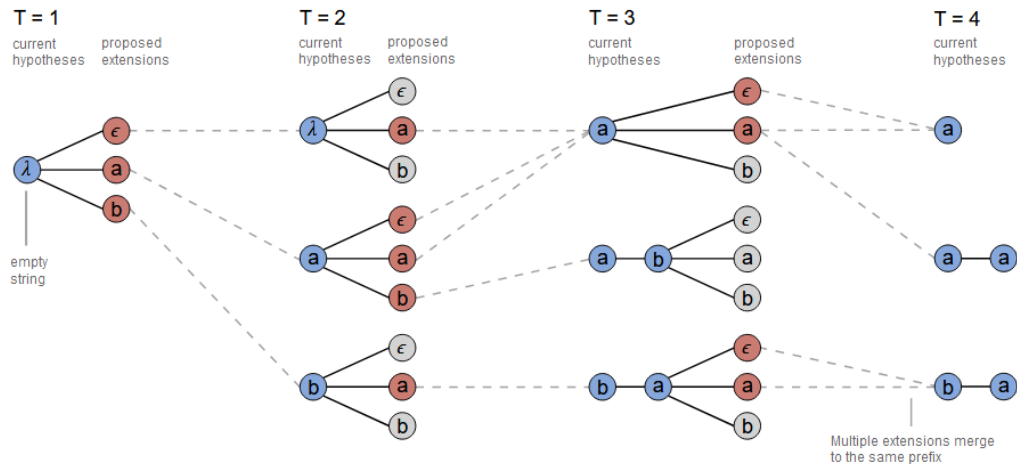 T = 1
T = 2
T = 3
T = 4
current
hypotheses
proposed
extensions
current
hypotheses
proposed
extensions
current
hypotheses
proposed
extensions
current
hypotheses
λ
ϵ
a
b
empty
string
λ
ϵ
a
b
a
ϵ
a
b
b
ϵ
a
b
a
ϵ
a
b
a
b
ϵ
a
b
b
a
ϵ
a
b
a
a
a
b
a
Multiple extensions merge
to the same prefix